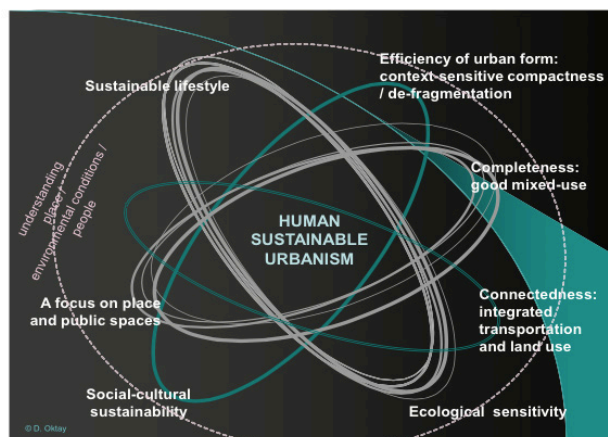 Efficiency of urban form:
context-sensitive compactness
/ de-fragmentation
Sustainable lifestyle
Completeness:
good mixed-use
understanding
place /
environmental conditions /
people
HUMAN
SUSTAINABLE
URBANISM
A focus on place
and public spaces
Connectedness:
integrated
transportation
and land use
Social-cultural
sustainability
Ecological sensitivity
© D. Oktay